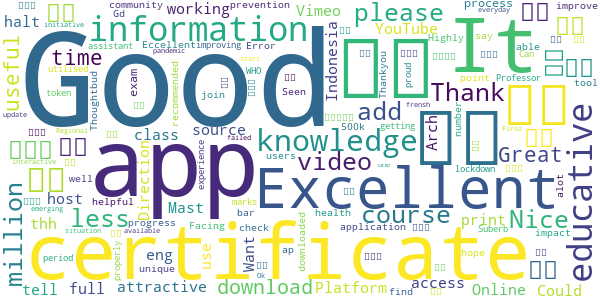 community
initiative
process
Gd
information
working
prevention
Vimeo
please
It
improve
halt
assistant
Eccellent
improving
Error
YouTube
Highly
say
able
everyday
pandemic
time
WHO
Indonesia
proud
Thankyou
Can
useful
Good
utilised
Thoughtbud
exam
recommended
Seen
join
start
point
Professor
tool
update
token
500k
Thank
frensh
Regional
failed
add
Arch
getting
number
class
source
knowledge
Great
Firoz
interactive
app
experience
users
video
lockdown
One
emerging
well
helpful
Direction
Excellent
alot
educative
million
host
less
progress
marks
health
course
print
Nice
situation
Mast
bar
Facing
application
Suberb
impact
thh
available
Want
check
downloaded
certificate
period
properly
eng
use
unique
ap
Ok
hope
tell
full
attractive
download
Platform
find
access
Online
Could